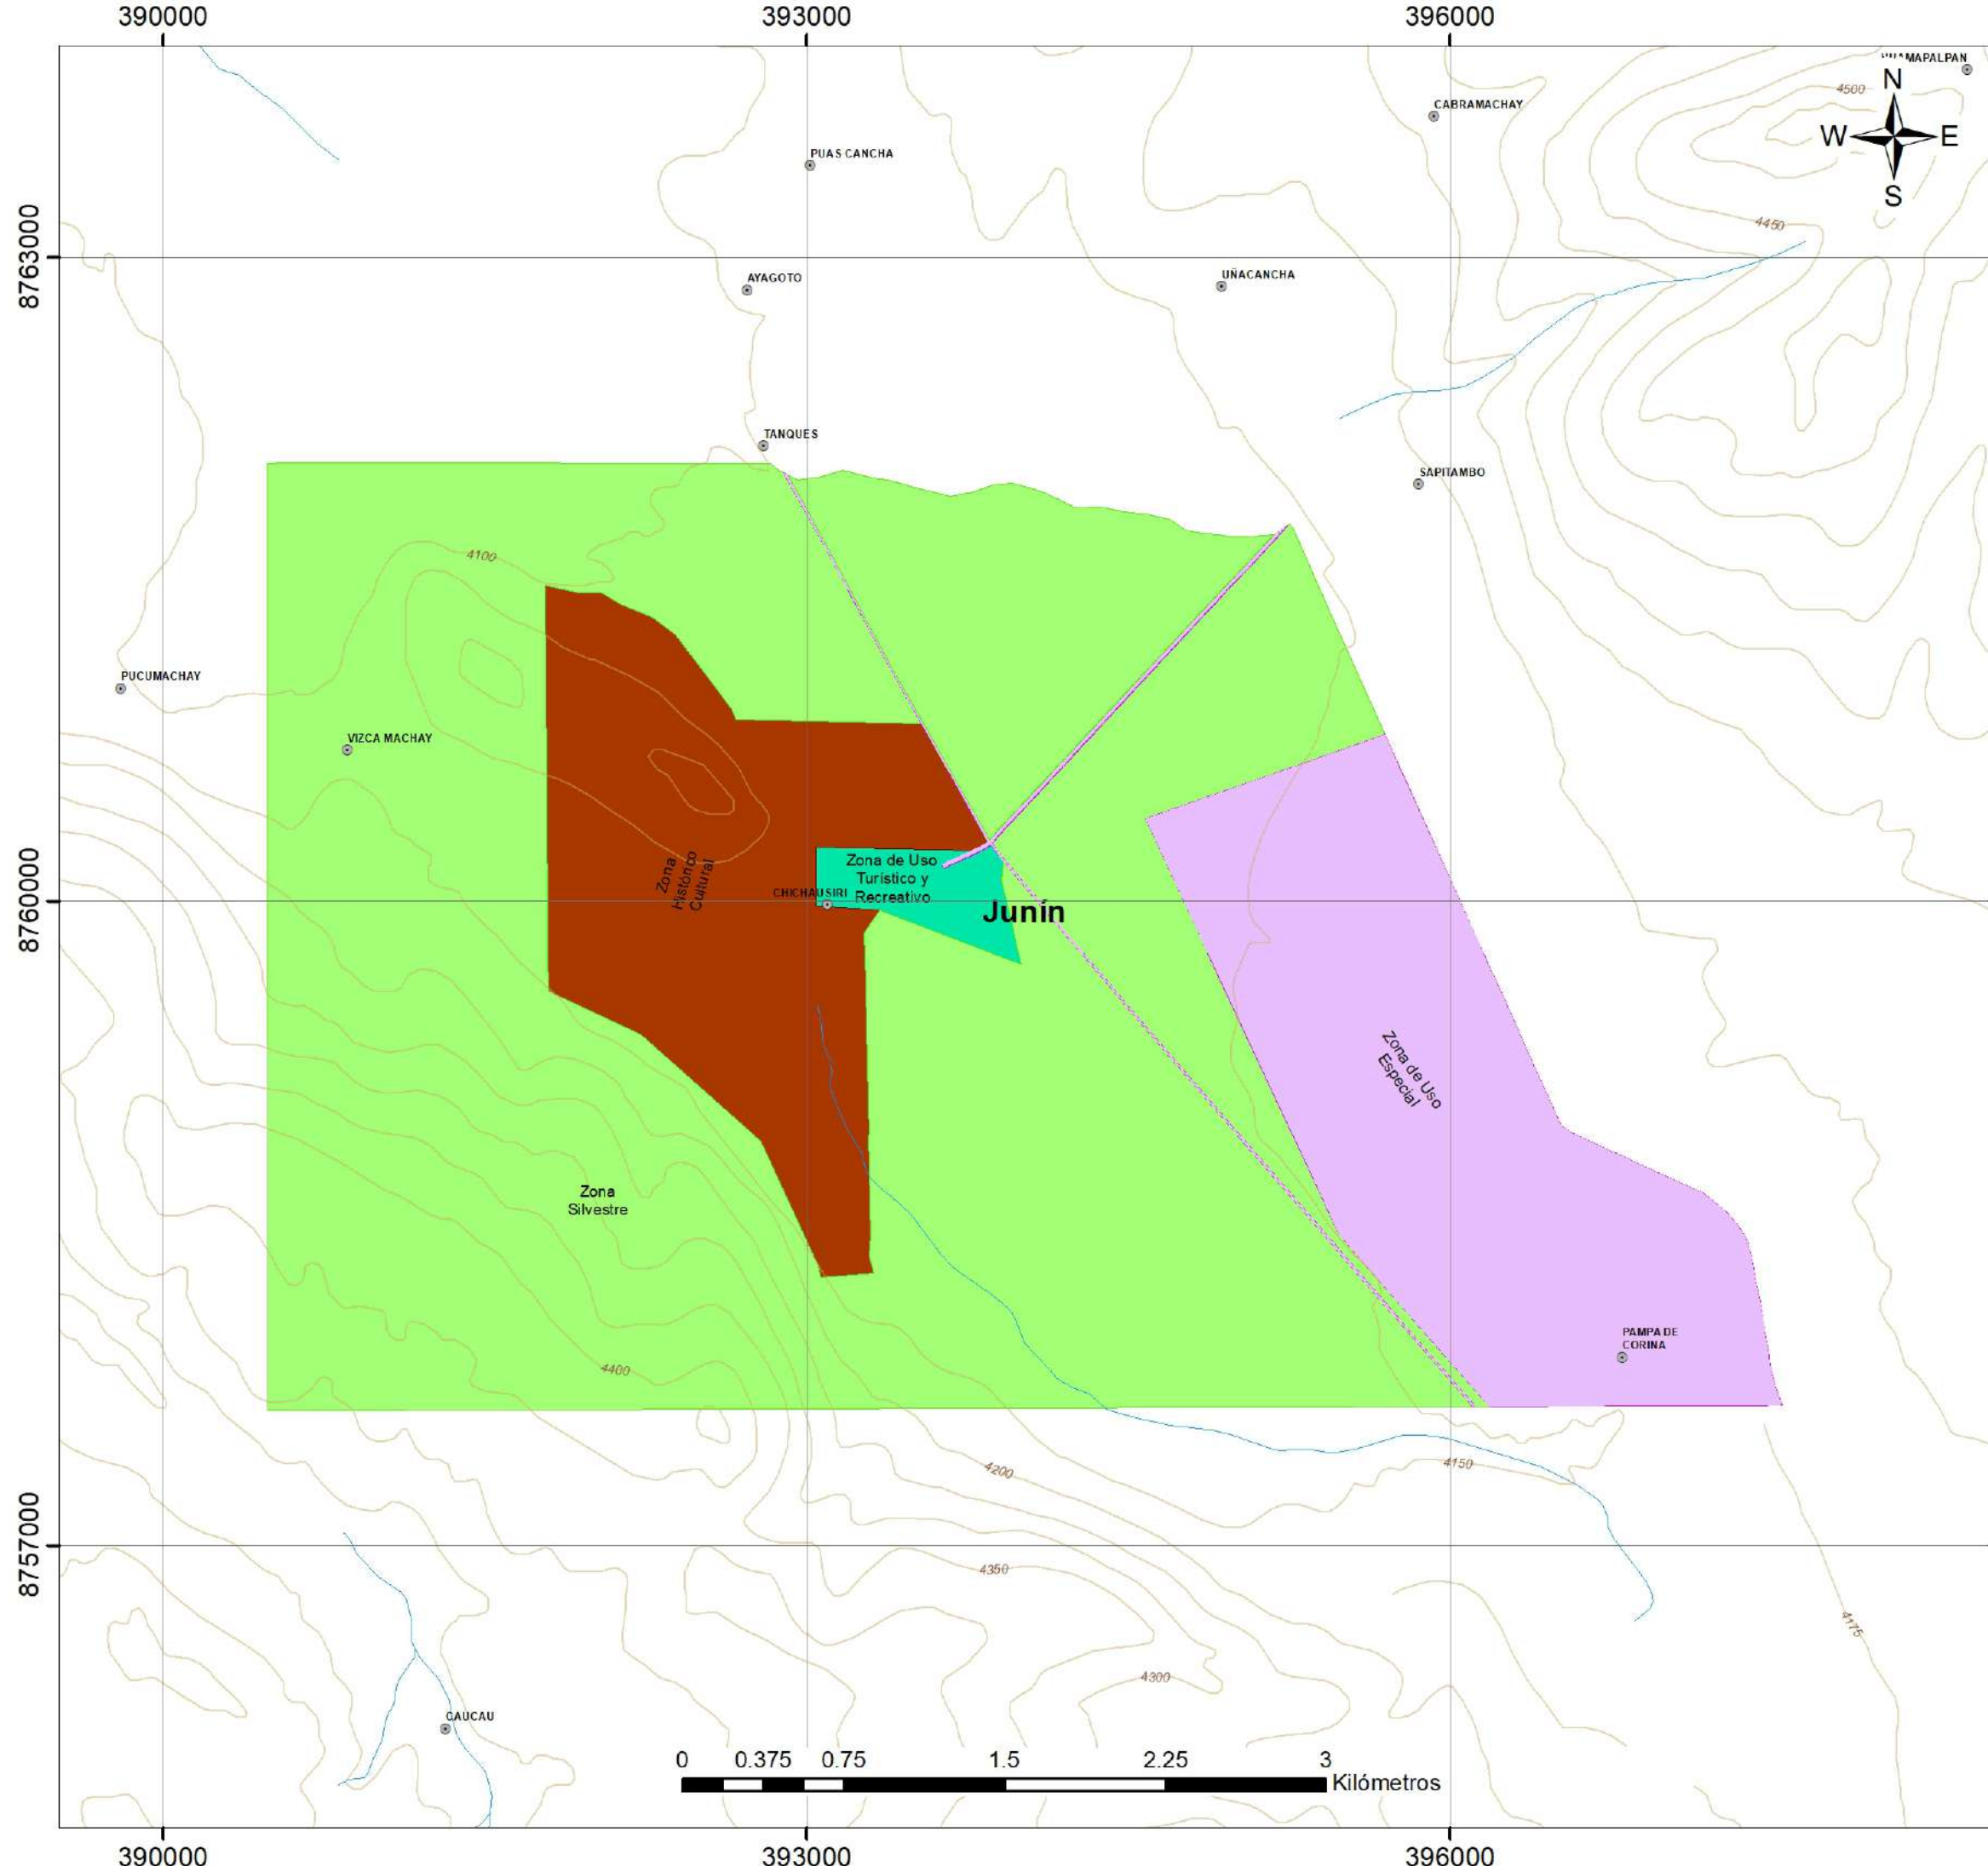 390000
393000
396000
MAPALPAN
N
4500
CABRAMACHAY
W
E
PUAS CANCHA
S
8763000
4450
AYAGOTO
UÑACANCHA
TANQUES
SAPITAMBO
4100
PUCUMACHAY
VIZCA MACHAY
Zona
Histórico
Cultural
Zona de Uso
Turístico y
Recreativo
CHICHAUSIRI
8760000
Junín
Zona de Uso
Especial
Zona
Silvestre
PAMPA DE
CORINA
4400
4200
4150
8757000
4350
4175
4300
CAUCAU
0
0.375
0.75
1.5
2.25
3
Kilómetros
390000
393000
396000